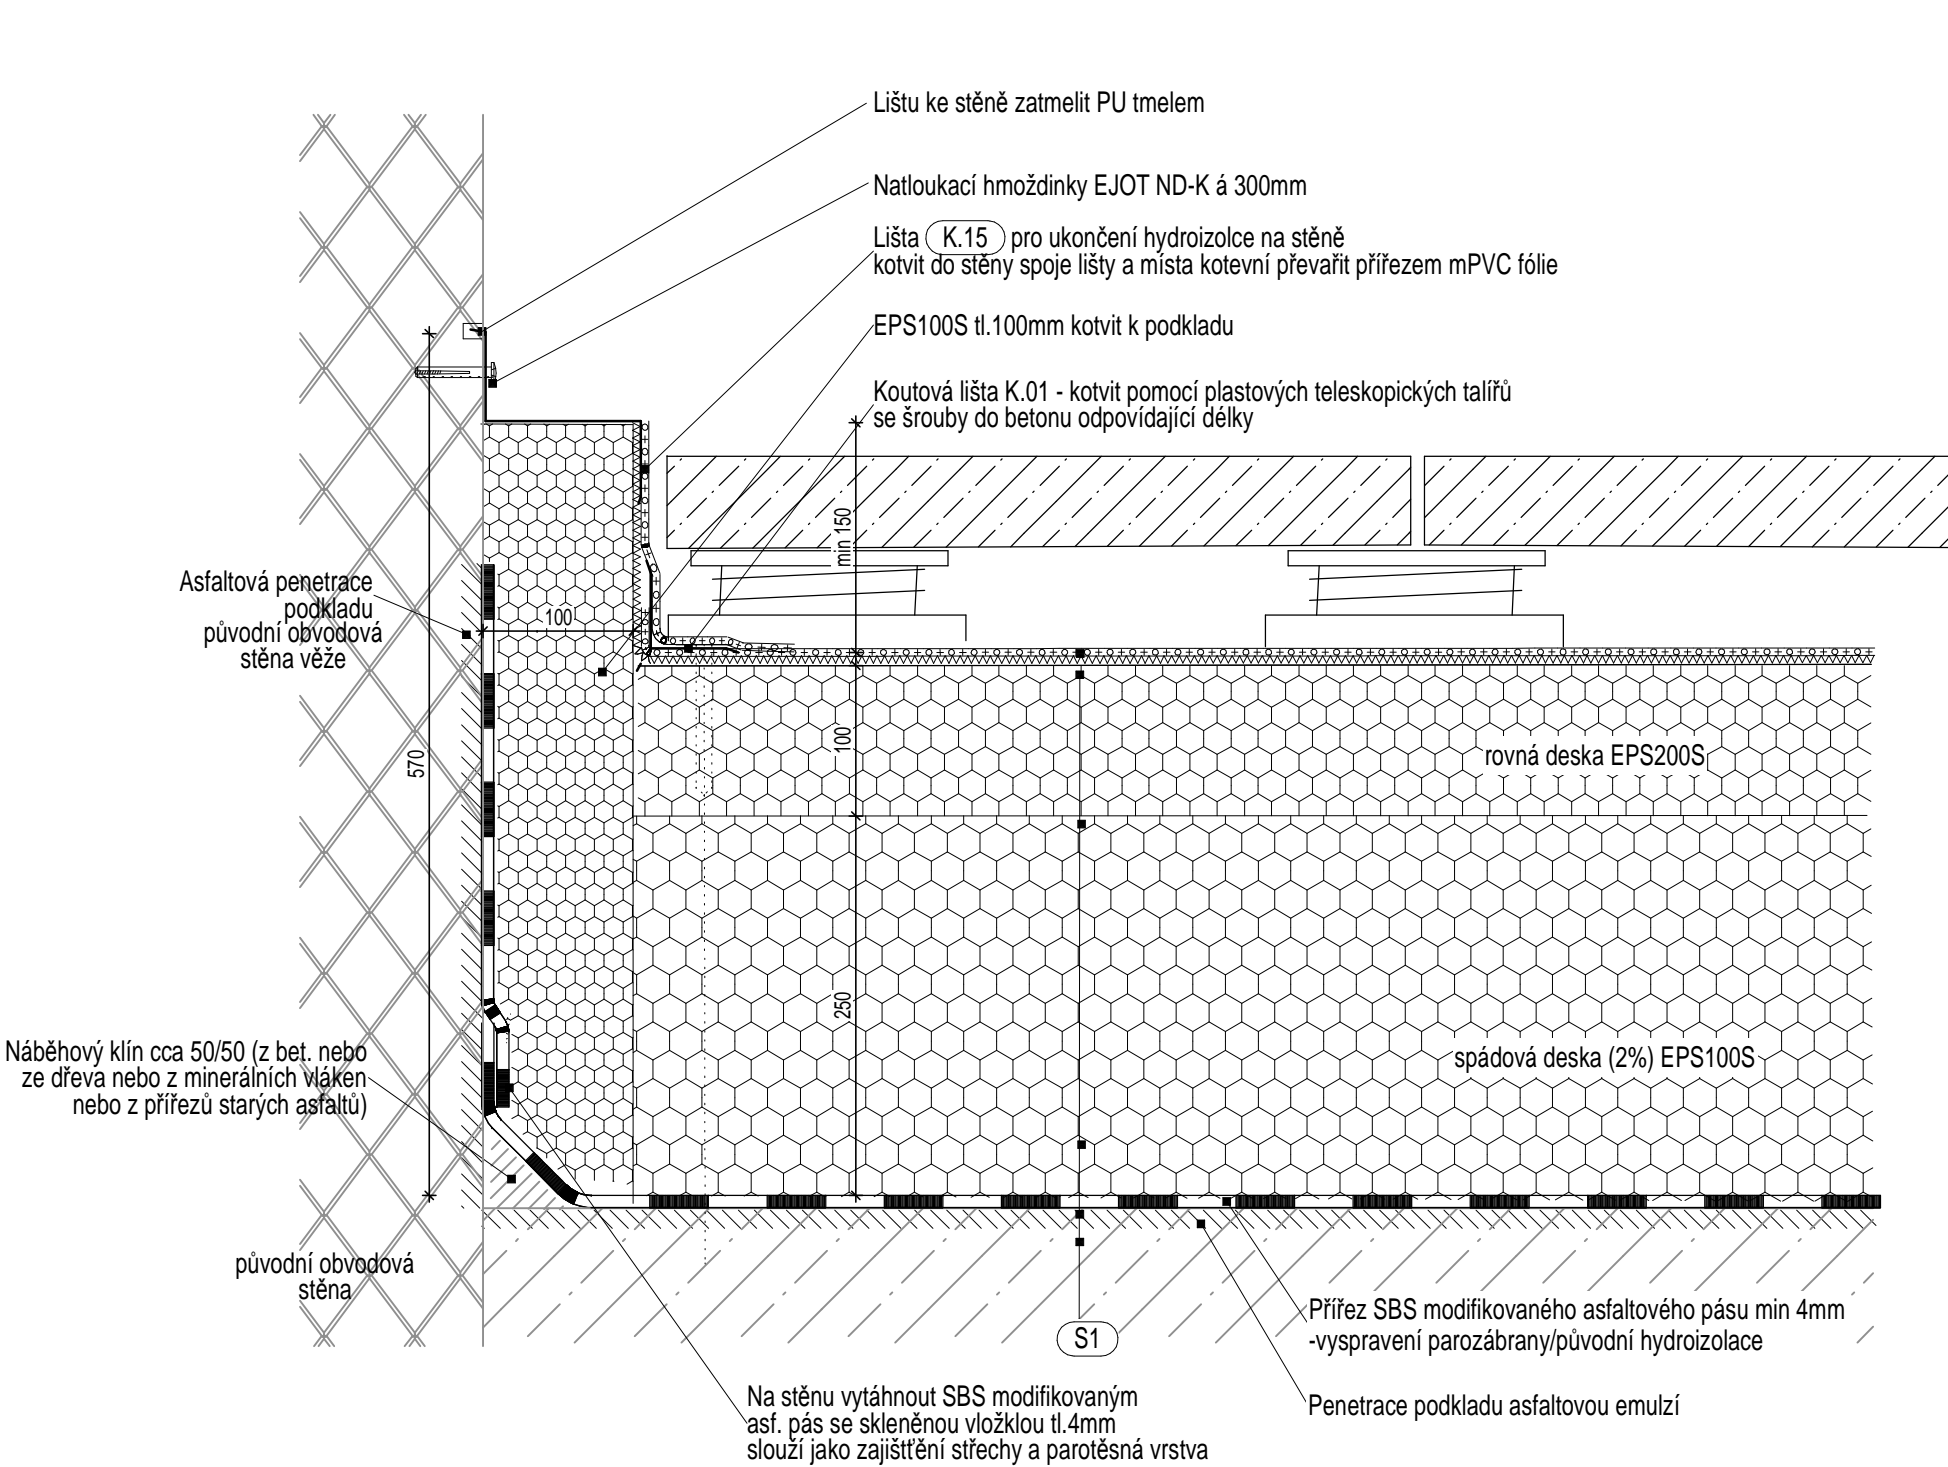 Lištu ke stěně zatmelit PU tmelem
Natloukací hmoždinky EJOT ND-K á 300mm
Lišta K.15 pro ukončení hydroizolce na stěně
kotvit do stěny spoje lišty a místa kotevní převařit přířezem mPVC fólie
EPS100S tl.100mm kotvit k podkladu
Koutová lišta K.01 - kotvit pomocí plastových teleskopických talířů
se šrouby do betonu odpovídající délky
min 150
Asfaltová penetrace
podkladu
původní obvodová
stěna věže
100
570
100
rovná deska EPS200S
250
spádová deska (2%) EPS100S
Náběhový klín cca 50/50 (z bet. nebo
ze dřeva nebo z minerálních vláken
nebo z přířezů starých asfaltů)
původní obvodová
stěna
S1
Přířez SBS modifikovaného asfaltového pásu min 4mm
-vyspravení parozábrany/původní hydroizolace
Penetrace podkladu asfaltovou emulzí
Na stěnu vytáhnout SBS modifikovaným
asf. pás se skleněnou vložklou tl.4mm
slouží jako zajišťťění střechy a parotěsná vrstva